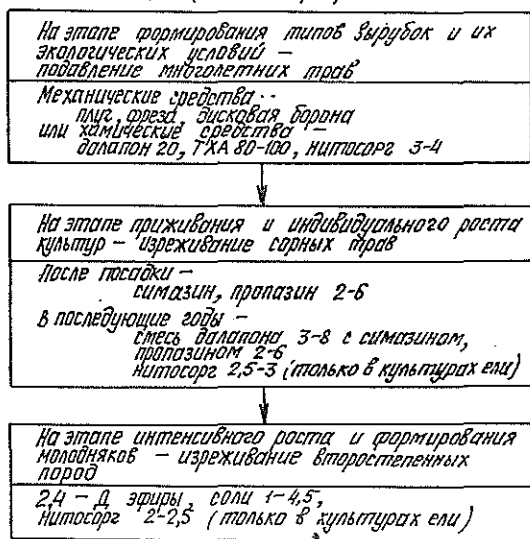 На этапе формирования типов вырубок и их
экологических условий –
подавление многолетних трав
Механические средства –
плуг, фреза, дисковая борона
или химические средства –
далапон 20, ТХА 80-100, нитосорг 3-4
На этапе приживания и индивидуального роста
культур – изреживание сорных трав
После посадки –
симазин, пропазин 2-6
В последующие годы –
смесь далапона 3-8 с симазином,
пропазином 2-6
нитосорг 2,5-3 (только в культурах ели)
На этапе интенсивного роста и формирования
молодняков – изреживание второстепенных
пород
2,4 – Д эфиры, соли 1-4,5,
нитосорг 2-2,5 (только в культурах ели)